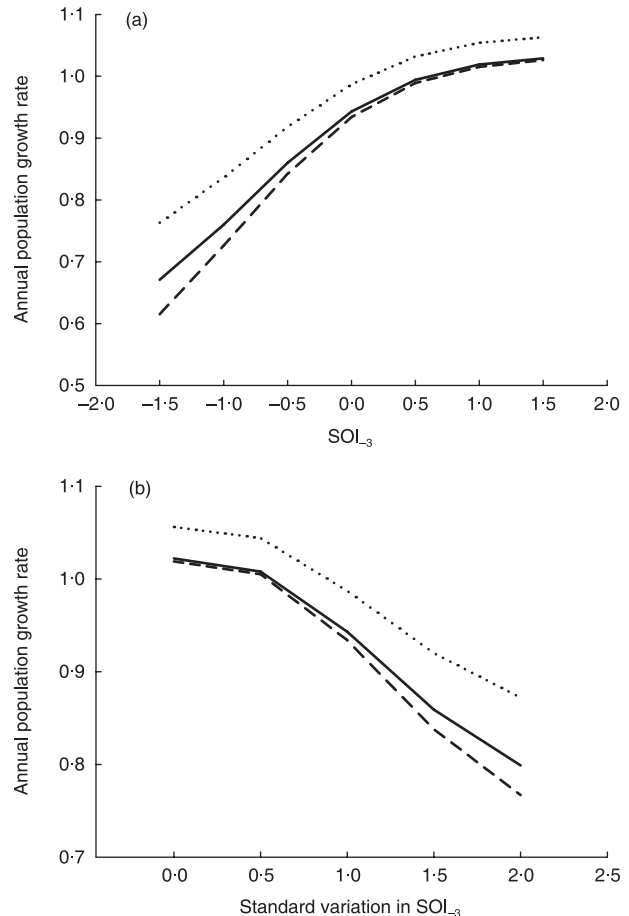 (a)
Annual population growth rate
1·1
1·0
0·9
0·8
0·7
0·6
0·5
–2·0 –1·5 –1·0 –0·5 0·0 0·5 1·0 1·5 2·0
SOI–3
(b)
Annual population growth rate
1·1
1·0
0·9
0·8
0·7
0·0 0·5 1·0 1·5 2·0 2·5
Standard variation in SOI–3